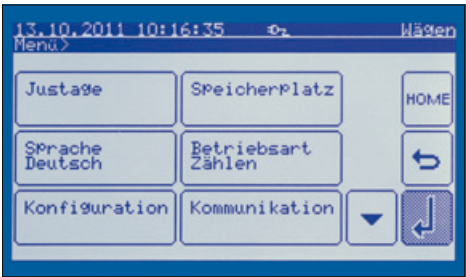 13.10.2011 10:16:35 Wägen
Menü>
Justage
Speicherplatz
HOME
Sprache
Deutsch
Betriebsart
Zählen
Konfiguration
Kommunikation